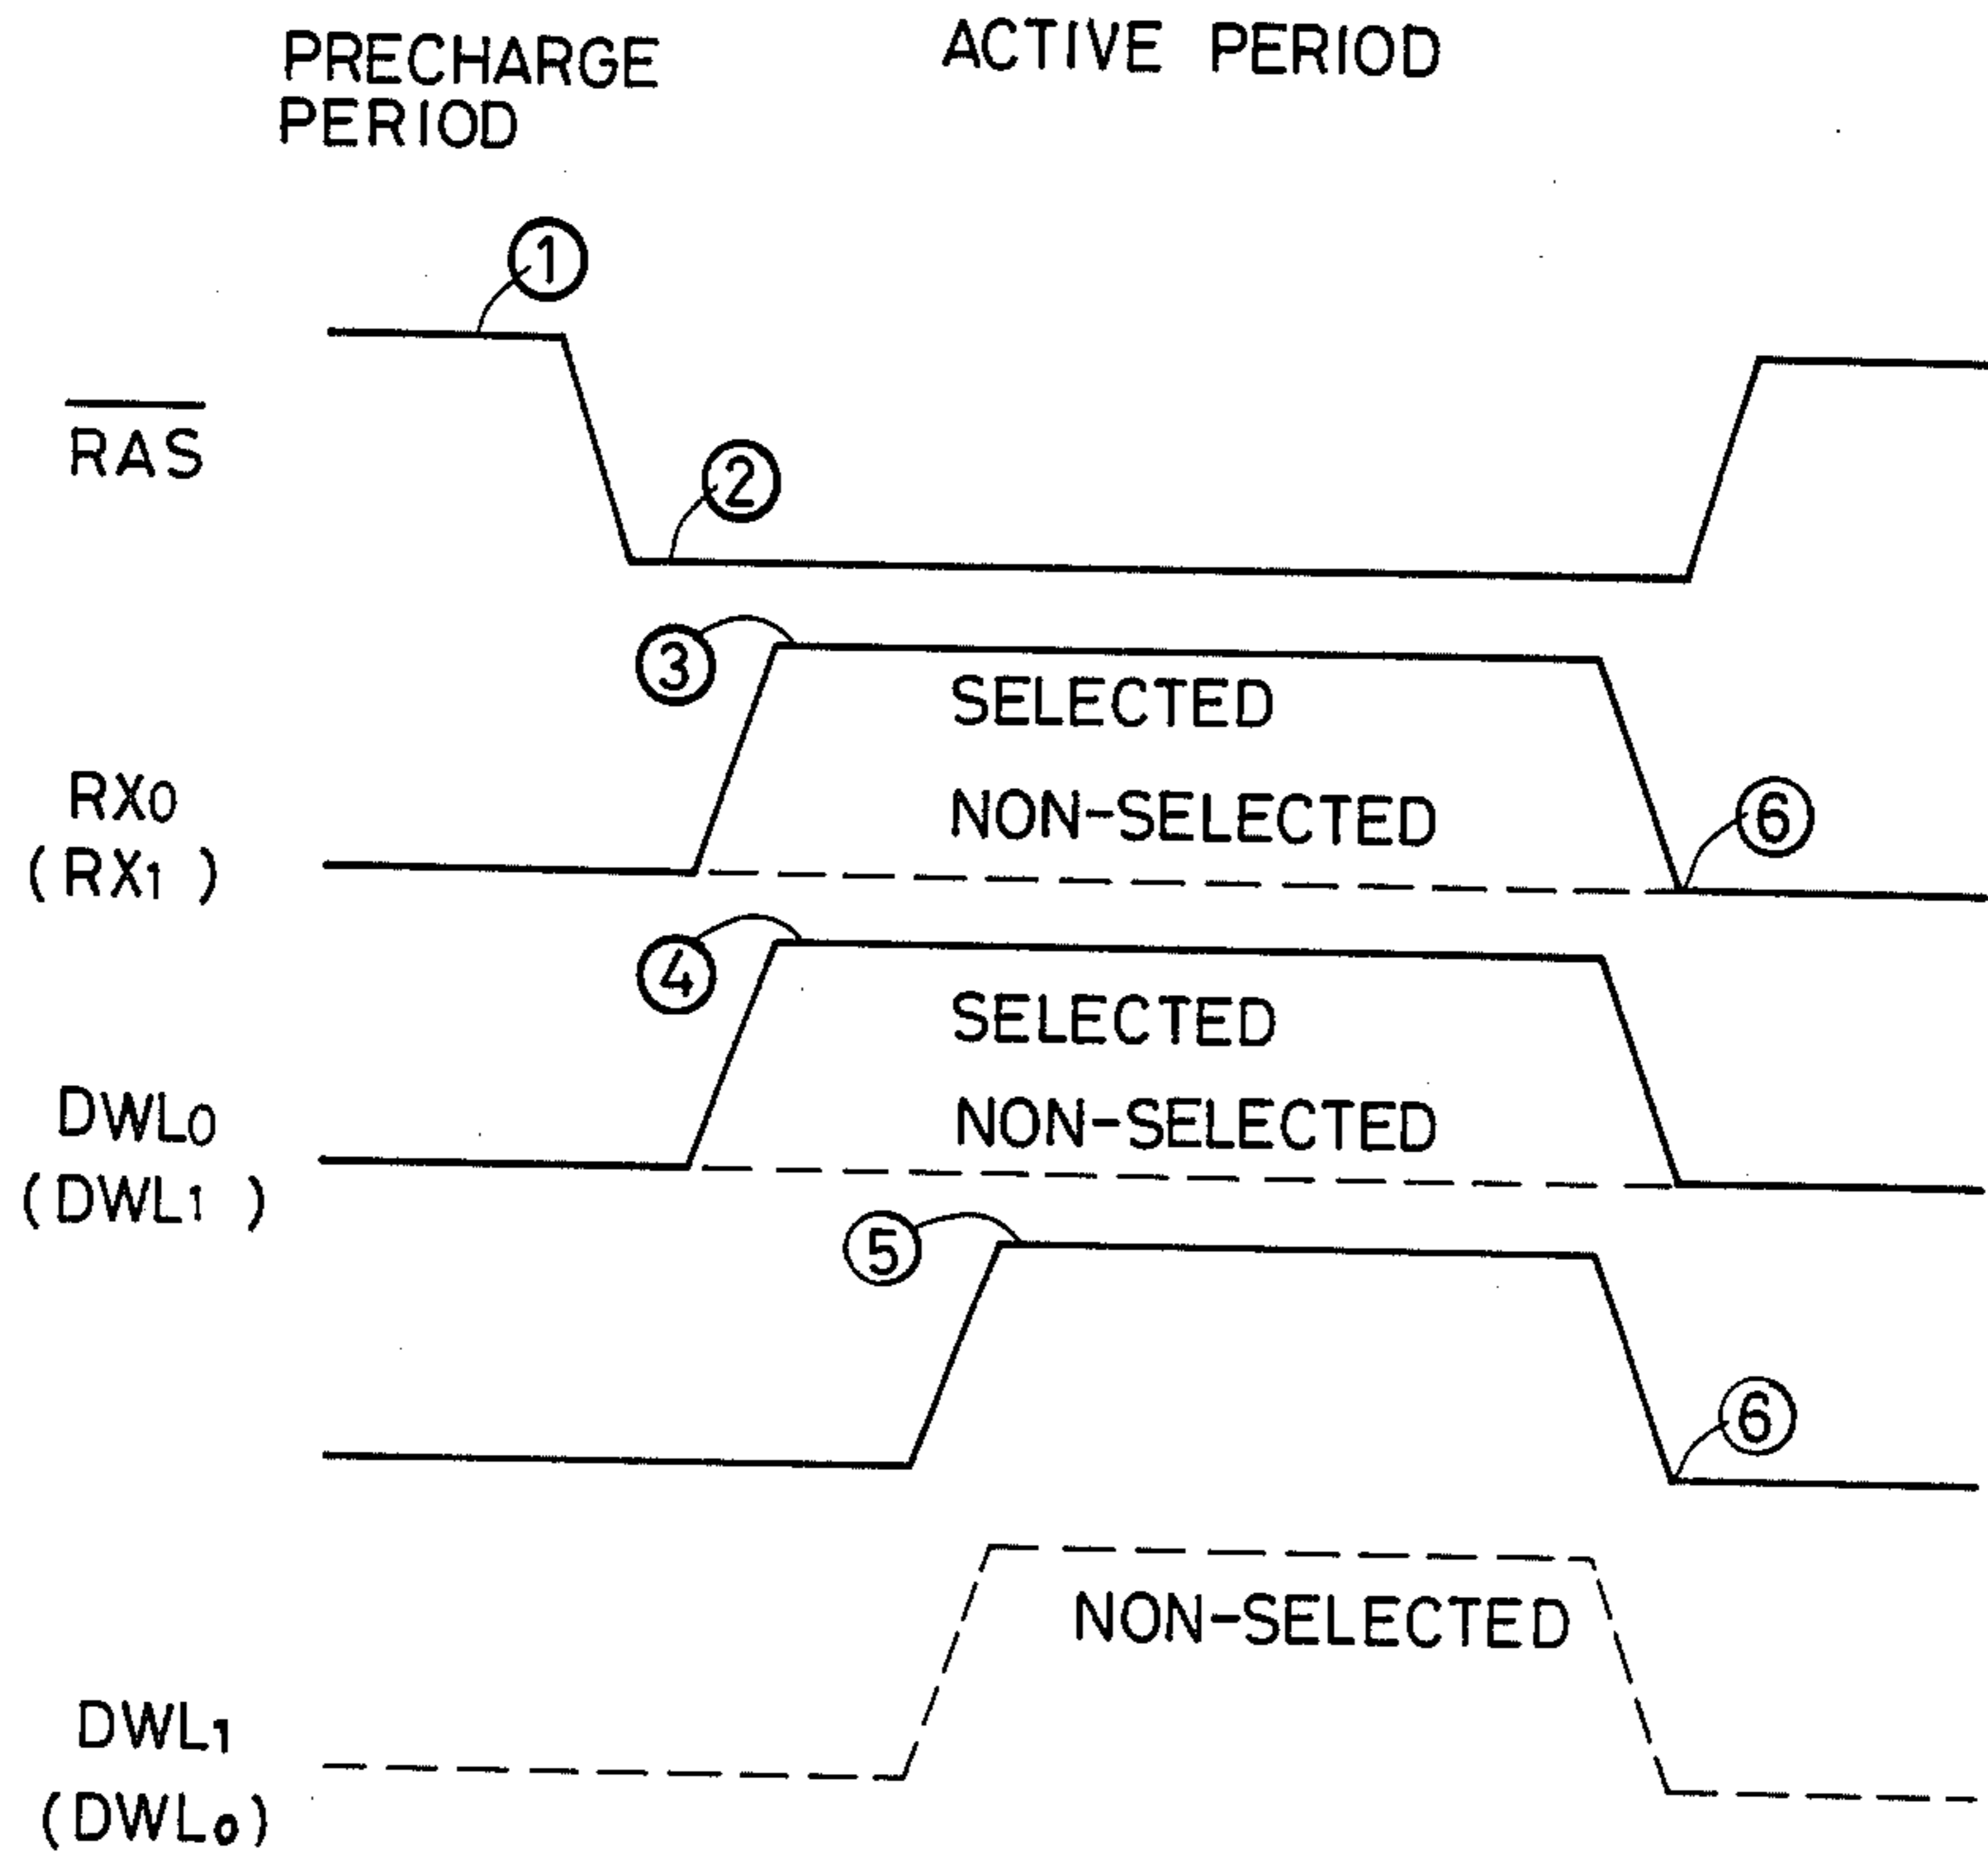 PRECHARGE
PERIOD
ACTIVE PERIOD
①
RAS
②
③
SELECTED
RX0
(RX1)
NON-SELECTED
⑥
④
SELECTED
DWL0
(DWL1)
NON-SELECTED
⑤
⑥
NON-SELECTED
DWL1
(DWL0)